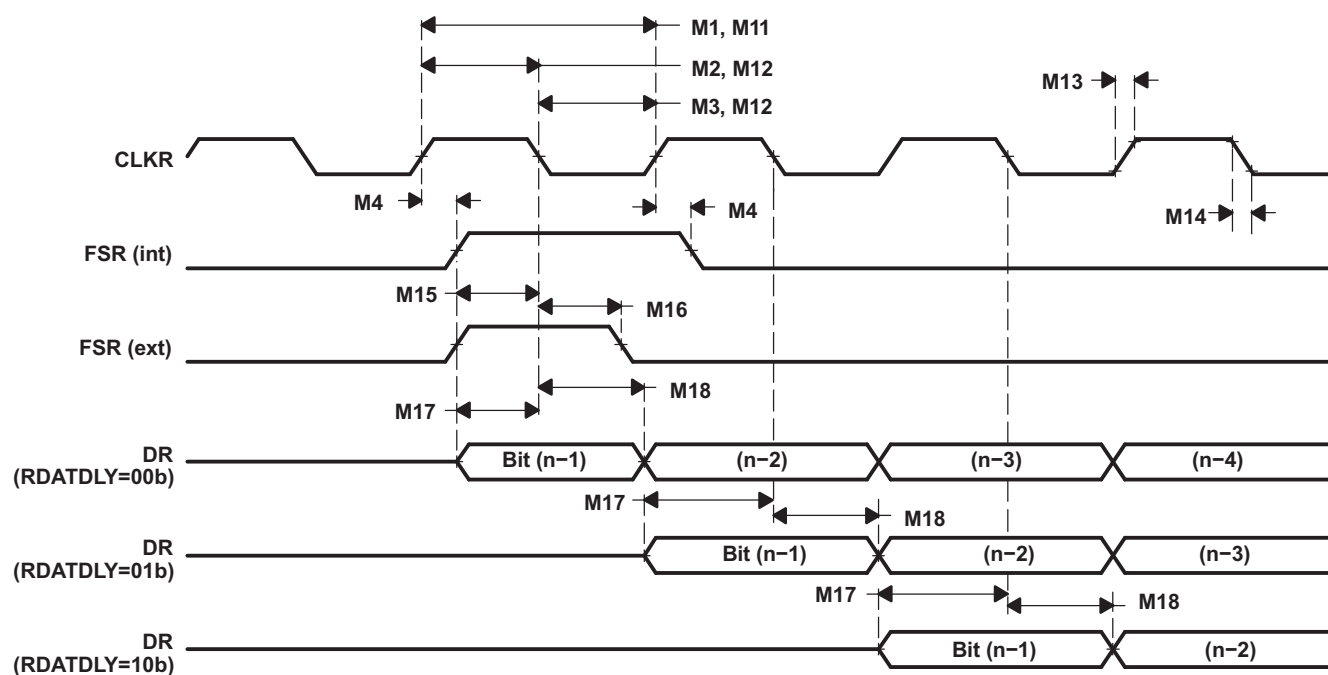 M1, M11
M2, M12
M13
M3, M12
CLKR
M4
M4
M14
FSR (int)
M15
M16
FSR (ext)
M18
M17
DR
(RDATDLY=00b)
Bit (n−1)
(n−2)
(n−3)
(n−4)
M17
M18
DR
(RDATDLY=01b)
Bit (n−1)
(n−2)
(n−3)
M17
M18
DR
(RDATDLY=10b)
Bit (n−1)
(n−2)